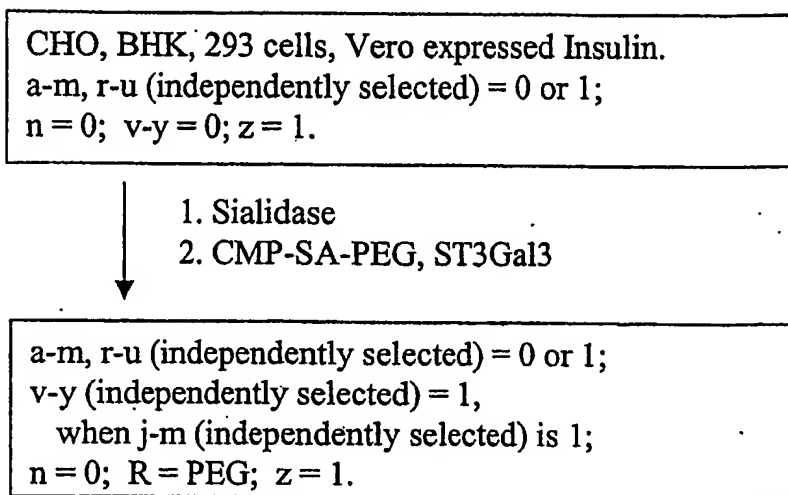 CHO, BHK, 293 cells, Vero expressed Insulin.
a-m, r-u (independently selected) = 0 or 1;
n = 0; v-y = 0; z = 1.
1. Sialidase
2. CMP-SA-PEG, ST3Gal3
a-m, r-u (independently selected) = 0 or 1;
v-y (independently selected) = 1,
when j-m (independently selected) is 1;
n = 0; R = PEG; z = 1.